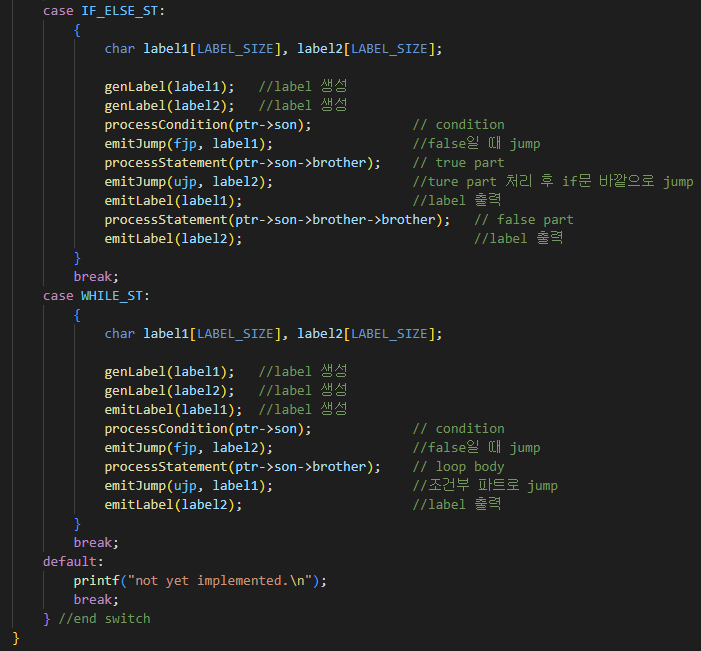 case IF_ELSE_ST:
{
char label1[LABEL_SIZE], label2[LABEL_SIZE];
genLabel(label1);   //label 생성
genLabel(label2);   //label 생성
processCondition(ptr->son);             // condition
emitJump(fjp, label1);                  //false일 때 jump
processStatement(ptr->son->brother);    // true part
emitJump(ujp, label2);                  //ture part 처리 후 if문 바깥으로 jump
emitLabel(label1);                      //label 출력
processStatement(ptr->son->brother->brother);   // false part
emitLabel(label2);                              //label 출력
}
break;
case WHILE_ST:
{
char label1[LABEL_SIZE], label2[LABEL_SIZE];
genLabel(label1);   //label 생성
genLabel(label2);   //label 생성
emitLabel(label1);  //label 생성
processCondition(ptr->son);             // condition
emitJump(fjp, label2);                  //false일 때 jump
processStatement(ptr->son->brother);    // loop body
emitJump(ujp, label1);                  //조건부 파트로 jump
emitLabel(label2);                      //label 출력
}
break;
default:
printf("not yet implemented.\n");
break;
} //end switch
}